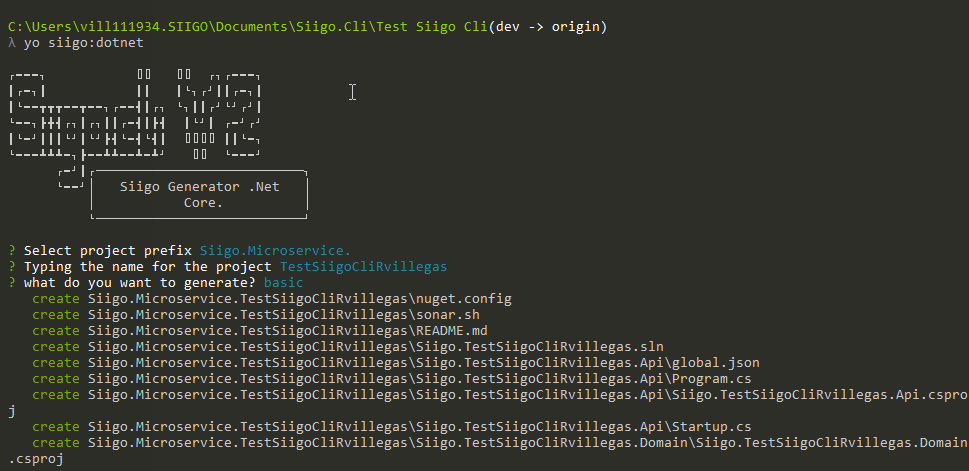 C:\Users\vill111934.SIIGO\Documents\Siigo.Cli\Test Siigo Cli(dev -> origin)
λ yo siigo:dotnet
Siigo Generator .Net
Core.
? Select project prefix Siigo.Microservice.
? Typing the name for the project TestSiigoCliRvillegas
? what do you want to generate? basic
create Siigo.Microservice.TestSiigoCliRvillegas\nuget.config
create Siigo.Microservice.TestSiigoCliRvillegas\sonar.sh
create Siigo.Microservice.TestSiigoCliRvillegas\README.md
create Siigo.Microservice.TestSiigoCliRvillegas\Siigo.TestSiigoCliRvillegas.sln
create Siigo.Microservice.TestSiigoCliRvillegas\Siigo.TestSiigoCliRvillegas.Api\global.json
create Siigo.Microservice.TestSiigoCliRvillegas\Siigo.TestSiigoCliRvillegas.Api\Program.cs
create Siigo.Microservice.TestSiigoCliRvillegas\Siigo.TestSiigoCliRvillegas.Api\Siigo.TestSiigoCliRvillegas.Api.cspro
j
create Siigo.Microservice.TestSiigoCliRvillegas\Siigo.TestSiigoCliRvillegas.Api\Startup.cs
create Siigo.Microservice.TestSiigoCliRvillegas\Siigo.TestSiigoCliRvillegas.Domain\Siigo.TestSiigoCliRvillegas.Domain
.csproj